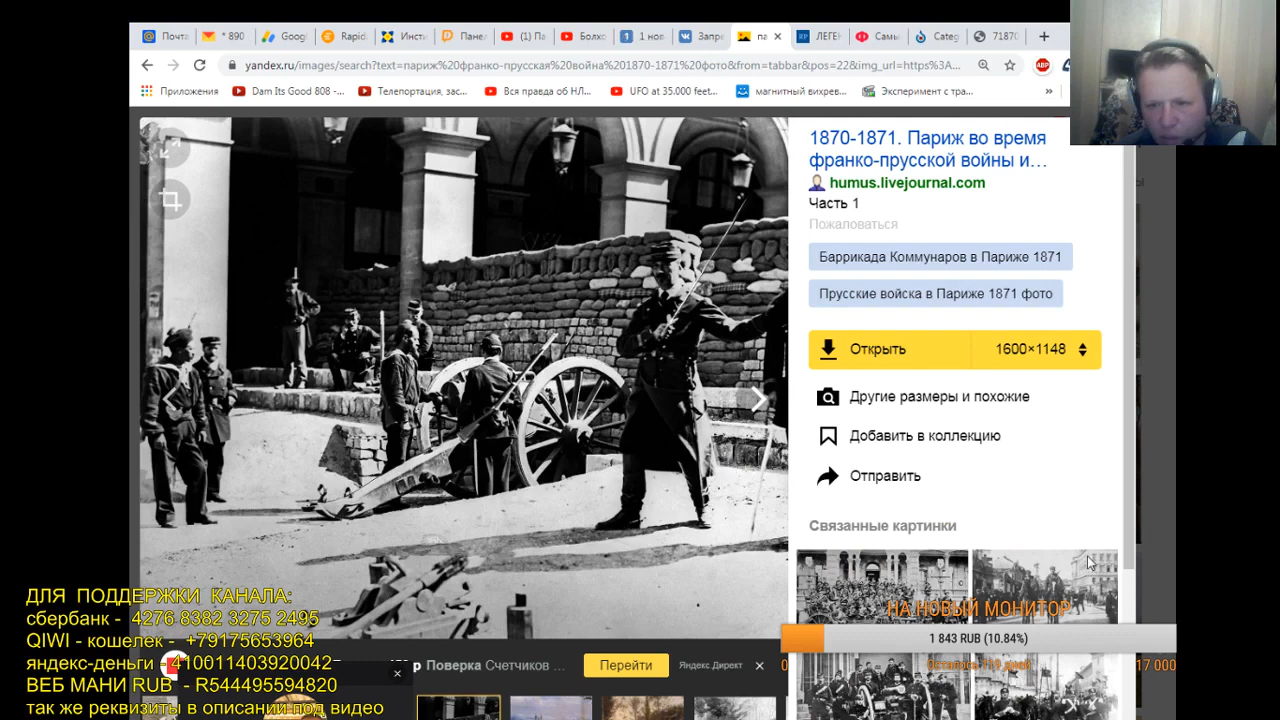 Почта
* 890
Googl
Rapid
Инсти
Панел
(1) Па
Болхо
1 нов
Запре
па
ЛЕГЕН
Самы
Categ
71870
yandex.ru/images/search?text=париж%20франко-прусская%20война%201870-1871%20фото&from=tabbar&pos=22&img_url=https%3A...
Приложения
Dam Its Good 808 -...
Телепортация, зас...
Вся правда об НЛ...
UFO at 35.000 feet...
магнитный вихрев...
Эксперимент с тра...
»
1870-1871. Париж во время
франко-прусской войны и...
humus.livejournal.com
Часть 1
Пожаловаться
Баррикада Коммунаров в Париже 1871
Прусские войска в Париже 1871 фото
Открыть
1600×1148
Другие размеры и похожие
Добавить в коллекцию
Отправить
Связанные картинки
НА НОВЫЙ МОНИТОР
1 843 RUB (10.84%)
17 000
ДЛЯ ПОДДЕРЖКИ КАНАЛА:
сбербанк - 4276 8382 3275 2495
QIWI - кошелек - +79175653964
яндекс-деньги - 410011403920042
ВЕБ МАНИ RUB - R544495594820
так же реквизиты в описании под видео
Поверка Счетчиков ...
Перейти
Яндекс Директ